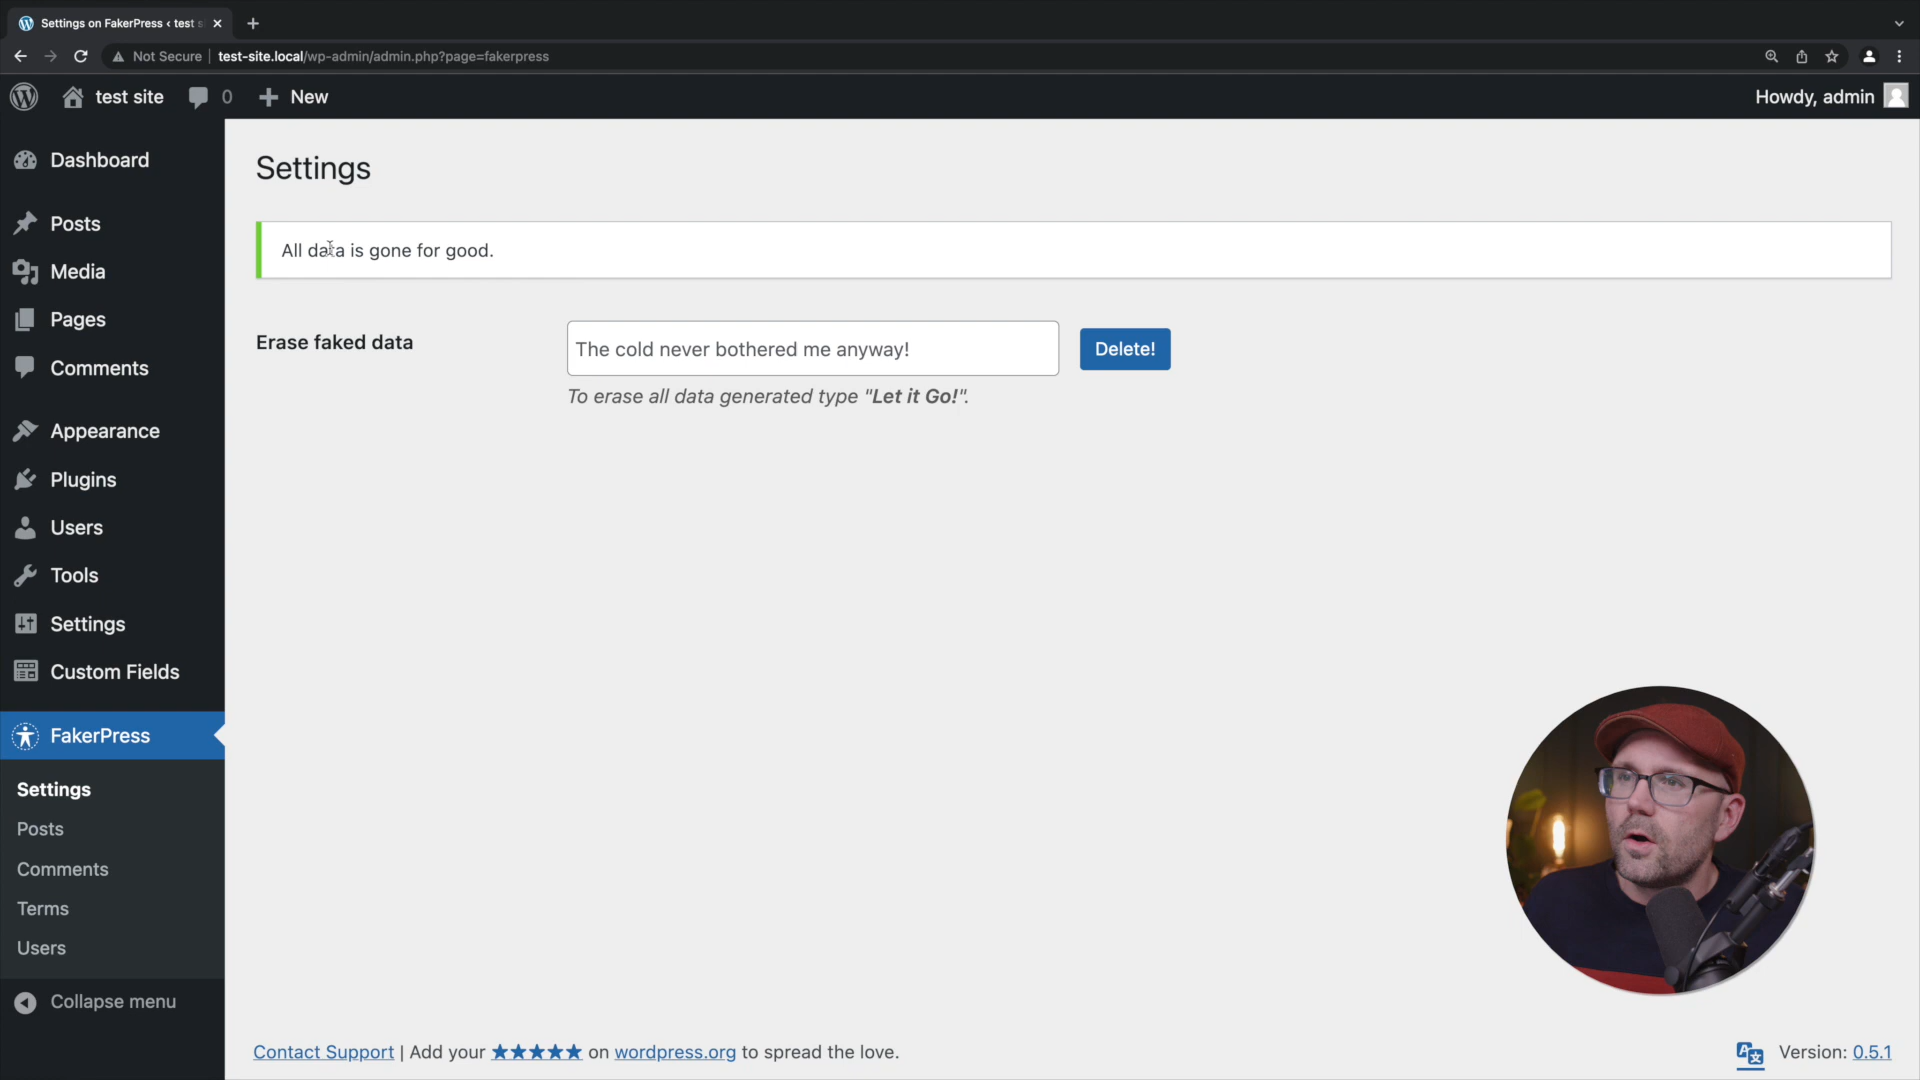 Settings on FakerPress ‹ test s
Not Secure | test-site.local/wp-admin/admin.php?page=fakerpress
test site 0 New
Howdy, admin
Dashboard
Posts
Media
Pages
Comments
Appearance
Plugins
Users
Tools
Settings
Custom Fields
FakerPress
Settings
Posts
Comments
Terms
Users
Collapse menu
Settings
All data is gone for good.
Erase faked data
The cold never bothered me anyway!
Delete!
To erase all data generated type "Let it Go!".
Contact Support | Add your ★★★★★ on wordpress.org to spread the love.
Version: 0.5.1